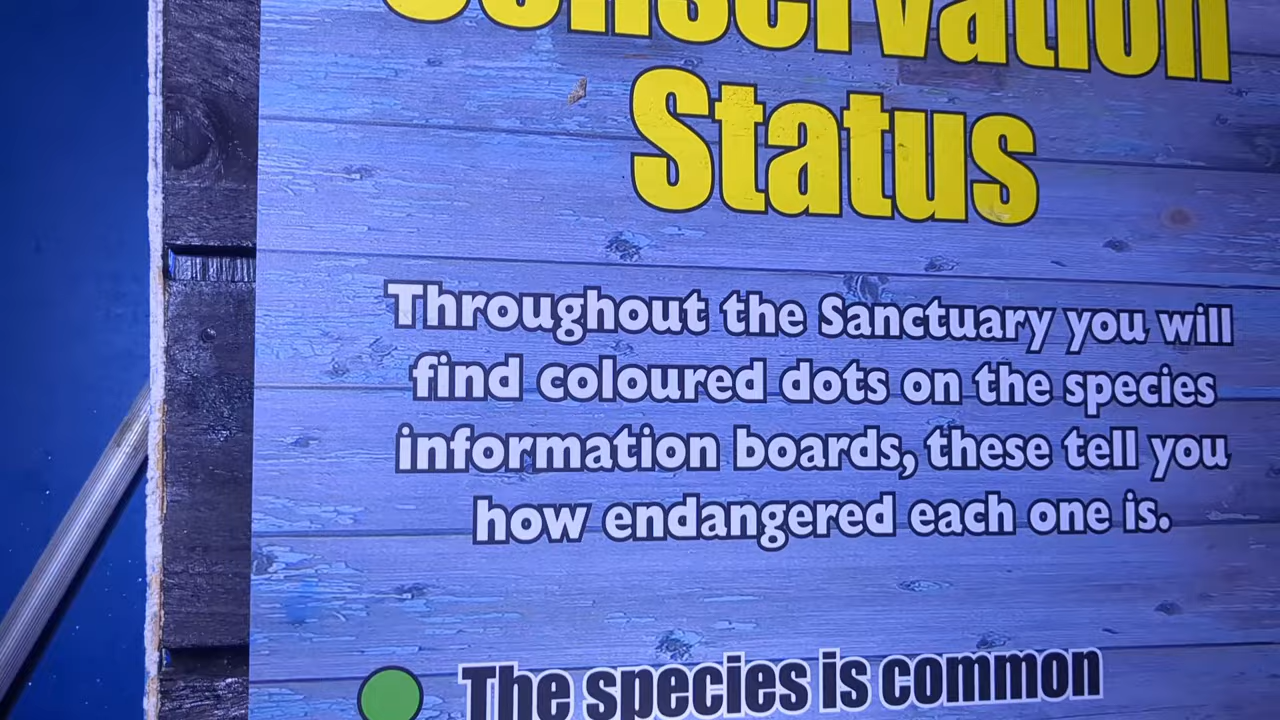 Conservation
Status
Throughout the Sanctuary you will
find coloured dots on the species
information boards, these tell you
how endangered each one is.
The species is common